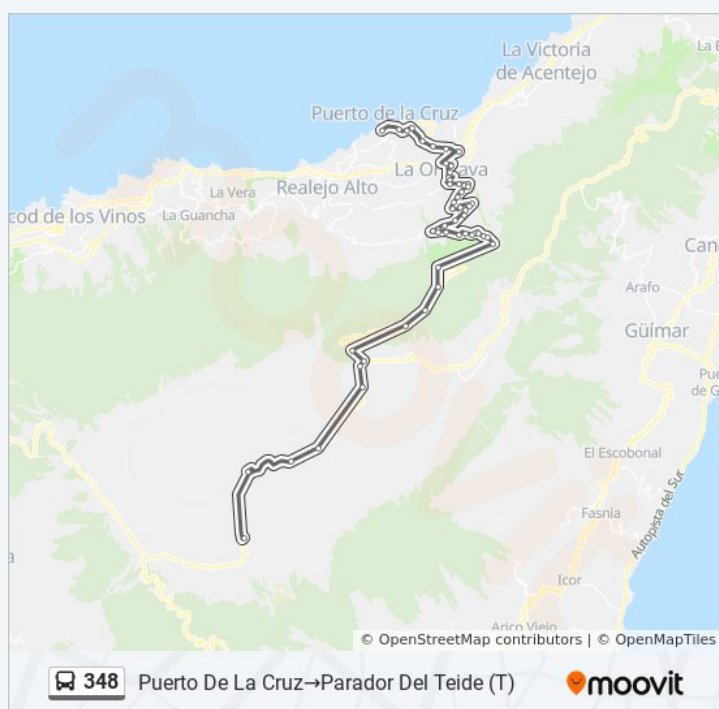 La Victoria
de Acentejo
Puerto de la Cruz
La Orotava
La Vera
Realejo Alto
cod de los Vinos
La Guancha
Can
Arafo
Güímar
Pue
de G
El Escobonal
Autopista del Sur
Fasnia
Icor
Arico Viejo
© OpenStreetMap contributors | © OpenMapTiles
348 Puerto De La Cruz→Parador Del Teide (T) moovit